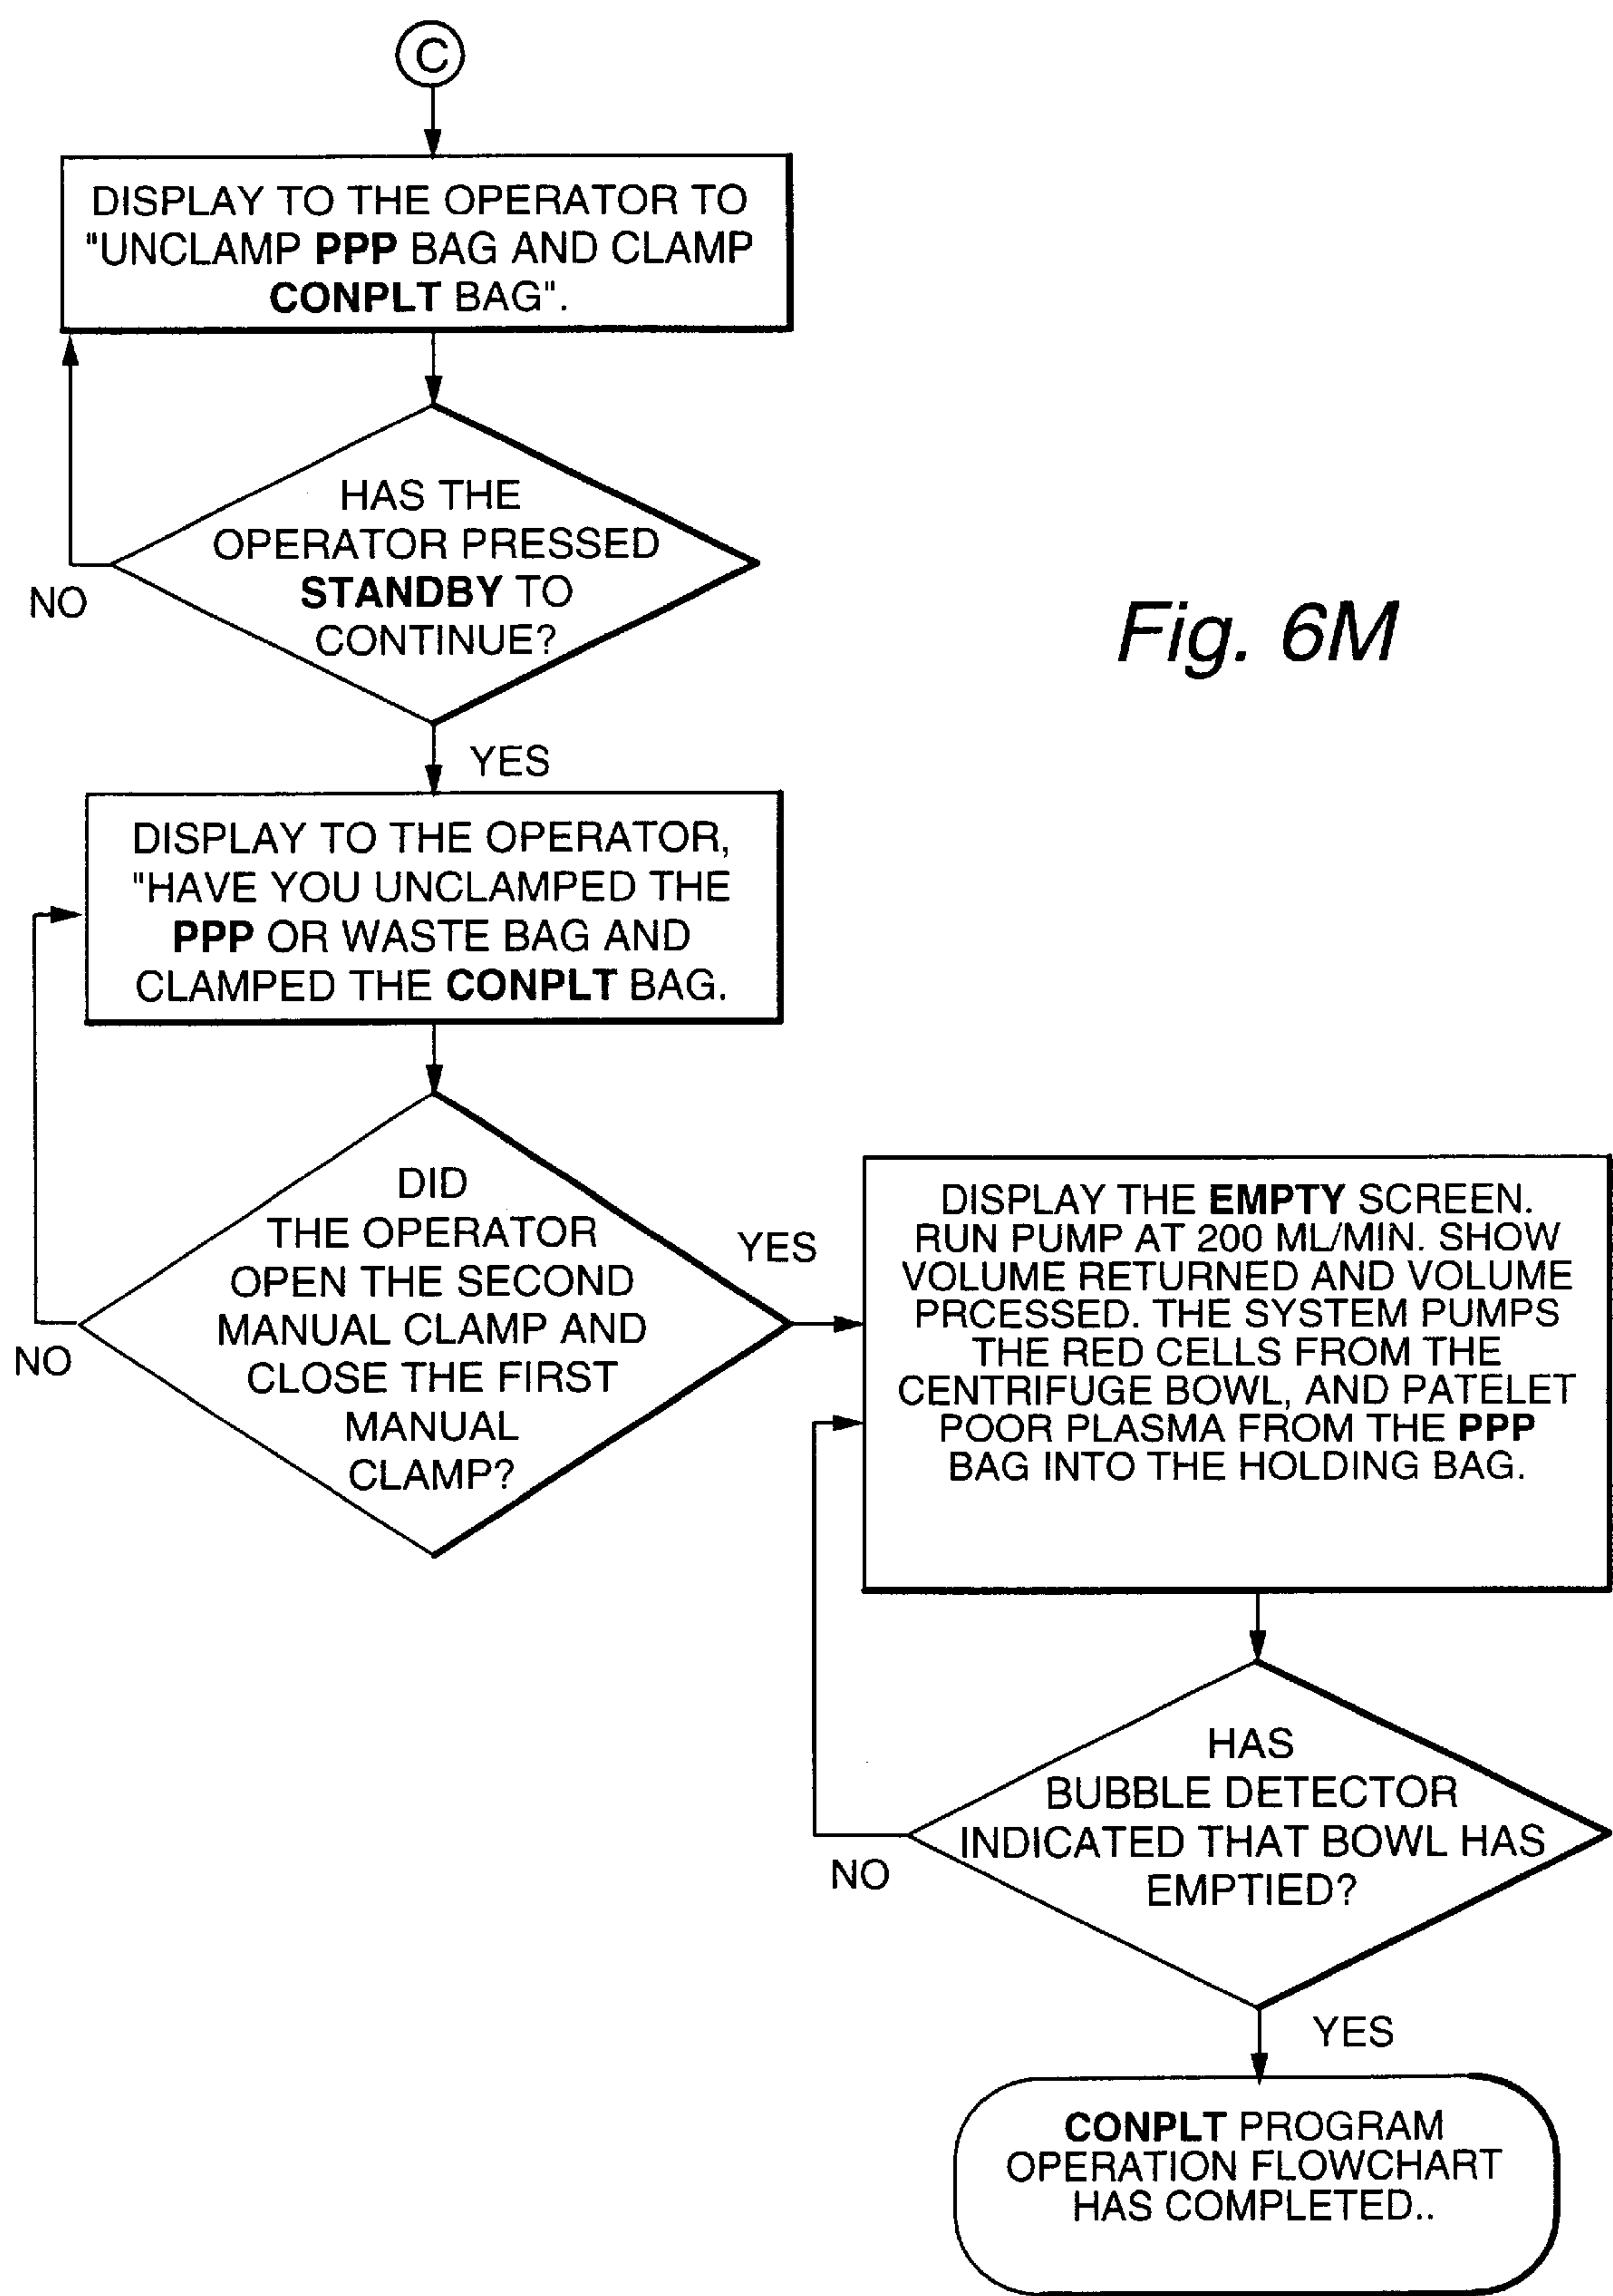 C
DISPLAY TO THE OPERATOR TO
"UNCLAMP PPP BAG AND CLAMP
CONPLT BAG".
HAS THE
OPERATOR PRESSED
STANDBY TO
CONTINUE?
NO
Fig. 6M
YES
DISPLAY TO THE OPERATOR,
"HAVE YOU UNCLAMPED THE
PPP OR WASTE BAG AND
CLAMPED THE CONPLT BAG.
DID
THE OPERATOR
OPEN THE SECOND
MANUAL CLAMP AND
CLOSE THE FIRST
MANUAL
CLAMP?
NO
YES
DISPLAY THE EMPTY SCREEN.
RUN PUMP AT 200 ML/MIN. SHOW
VOLUME RETURNED AND VOLUME
PRCESSED. THE SYSTEM PUMPS
THE RED CELLS FROM THE
CENTRIFUGE BOWL, AND PATELET
POOR PLASMA FROM THE PPP
BAG INTO THE HOLDING BAG.
HAS
BUBBLE DETECTOR
INDICATED THAT BOWL HAS
EMPTIED?
NO
YES
CONPLT PROGRAM
OPERATION FLOWCHART
HAS COMPLETED..